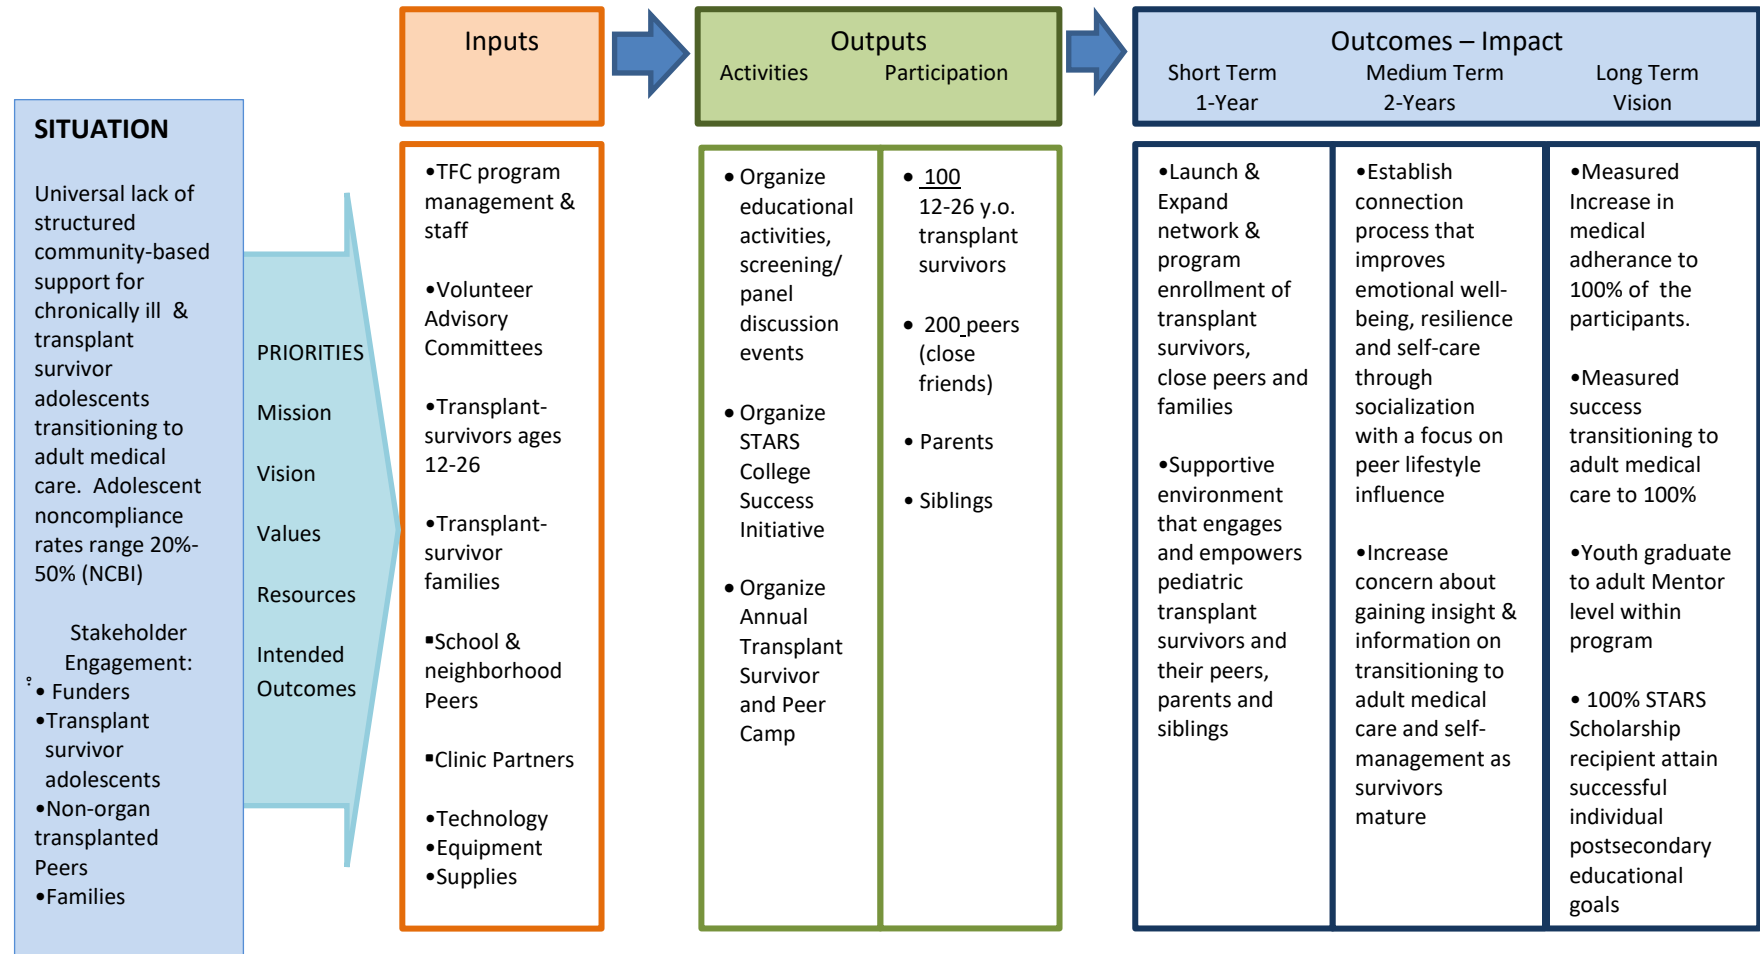 SITUATION
Universal lack of
structured
community-based
support for
chronically ill  &
transplant
survivor
adolescents
transitioning to
adult medical
care.  Adolescent
noncompliance
rates range 20%-
50% (NCBI)
Stakeholder
Engagement:
• Funders
•Transplant
survivor
adolescents
•Non-organ
transplanted
Peers
•Families
PRIORITIES
Mission
Vision
Values
Resources
Intended
Outcomes
Inputs
•TFC program
management &
staff
•Volunteer
Advisory
Committees
•Transplant-
survivors ages
12-26
•Transplant-
survivor
families
▪School &
neighborhood
Peers
▪Clinic Partners
•Technology
•Equipment
•Supplies
Outputs
Activities
Participation
• Organize
educational
activities,
screening/
panel
discussion
events
• Organize
STARS
College
Success
Initiative
• Organize
Annual
Transplant
Survivor
and Peer
Camp
• 100
12-26 y.o.
transplant
survivors
• 200 peers
(close
friends)
• Parents
• Siblings
Outcomes – Impact
Short Term
1-Year
Medium Term
2-Years
Long Term
Vision
•Launch &
Expand
network &
program
enrollment of
transplant
survivors,
close peers and
families
•Supportive
environment
that engages
and empowers
pediatric
transplant
survivors and
their peers,
parents and
siblings
•Establish
connection
process that
improves
emotional well-
being, resilience
and self-care
through
socialization
with a focus on
peer lifestyle
influence
•Increase
concern about
gaining insight &
information on
transitioning to
adult medical
care and self-
management as
survivors
mature
•Measured
Increase in
medical
adherance to
100% of  the
participants.
•Measured
success
transitioning to
adult medical
care to 100%
•Youth graduate
to adult Mentor
level within
program
• 100% STARS
Scholarship
recipient attain
successful
individual
postsecondary
educational
goals